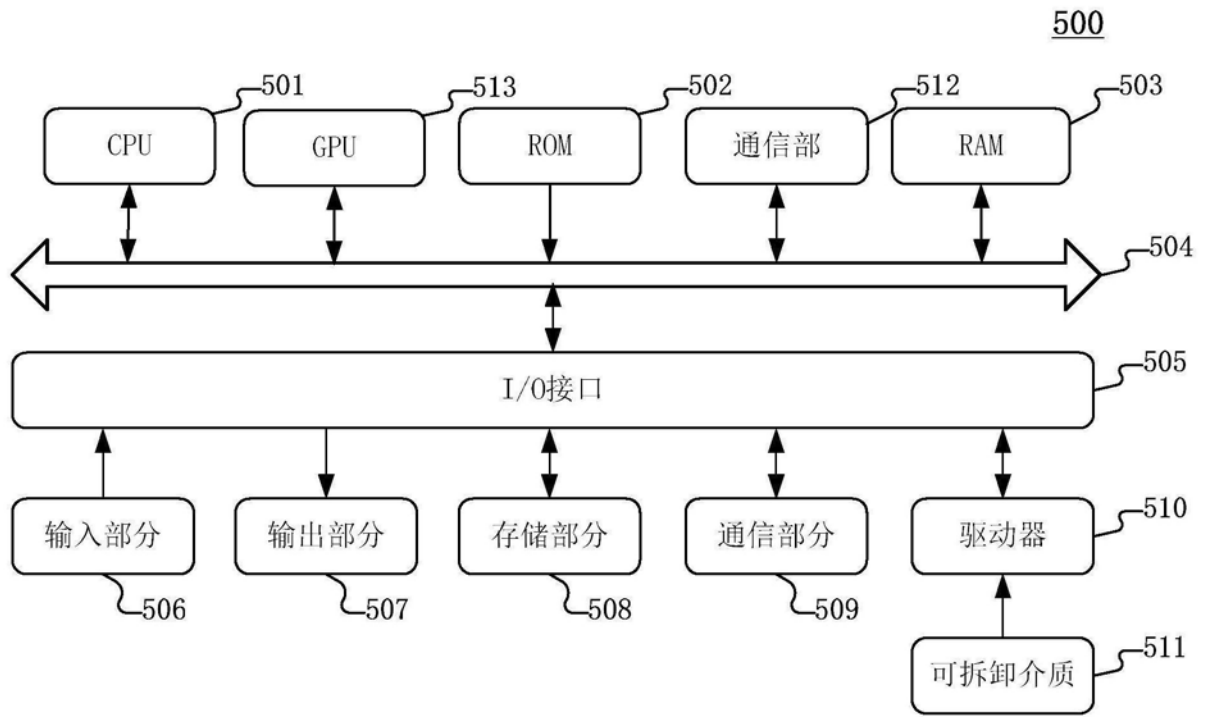 500
501
513
502
512
503
CPU
GPU
ROM
通信部
RAM
504
I/O接口
505
输入部分
输出部分
存储部分
通信部分
驱动器
510
506
507
508
509
可拆卸介质
511